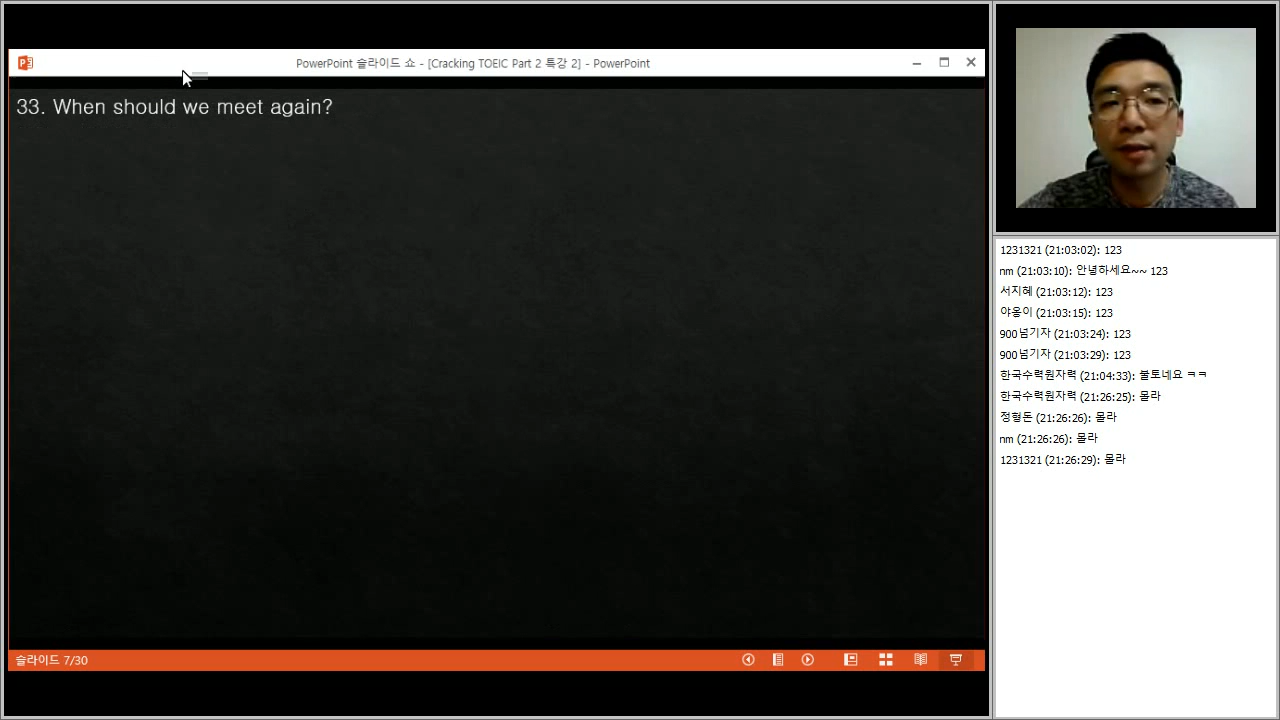 PowerPoint 슬라이드 쇼 - [Cracking TOEIC Part 2 특강 2] - PowerPoint
33. When should we meet again?
슬라이드 7/30
1231321 (21:03:02): 123
nm (21:03:10): 안녕하세요~~ 123
서지혜 (21:03:12): 123
야옹이 (21:03:15): 123
900넘기자 (21:03:24): 123
900넘기자 (21:03:29): 123
한국수력원자력 (21:04:33): 불토네요 ㅋㅋ
한국수력원자력 (21:26:25): 몰라
정형돈 (21:26:26): 몰라
nm (21:26:26): 몰라
1231321 (21:26:29): 몰라